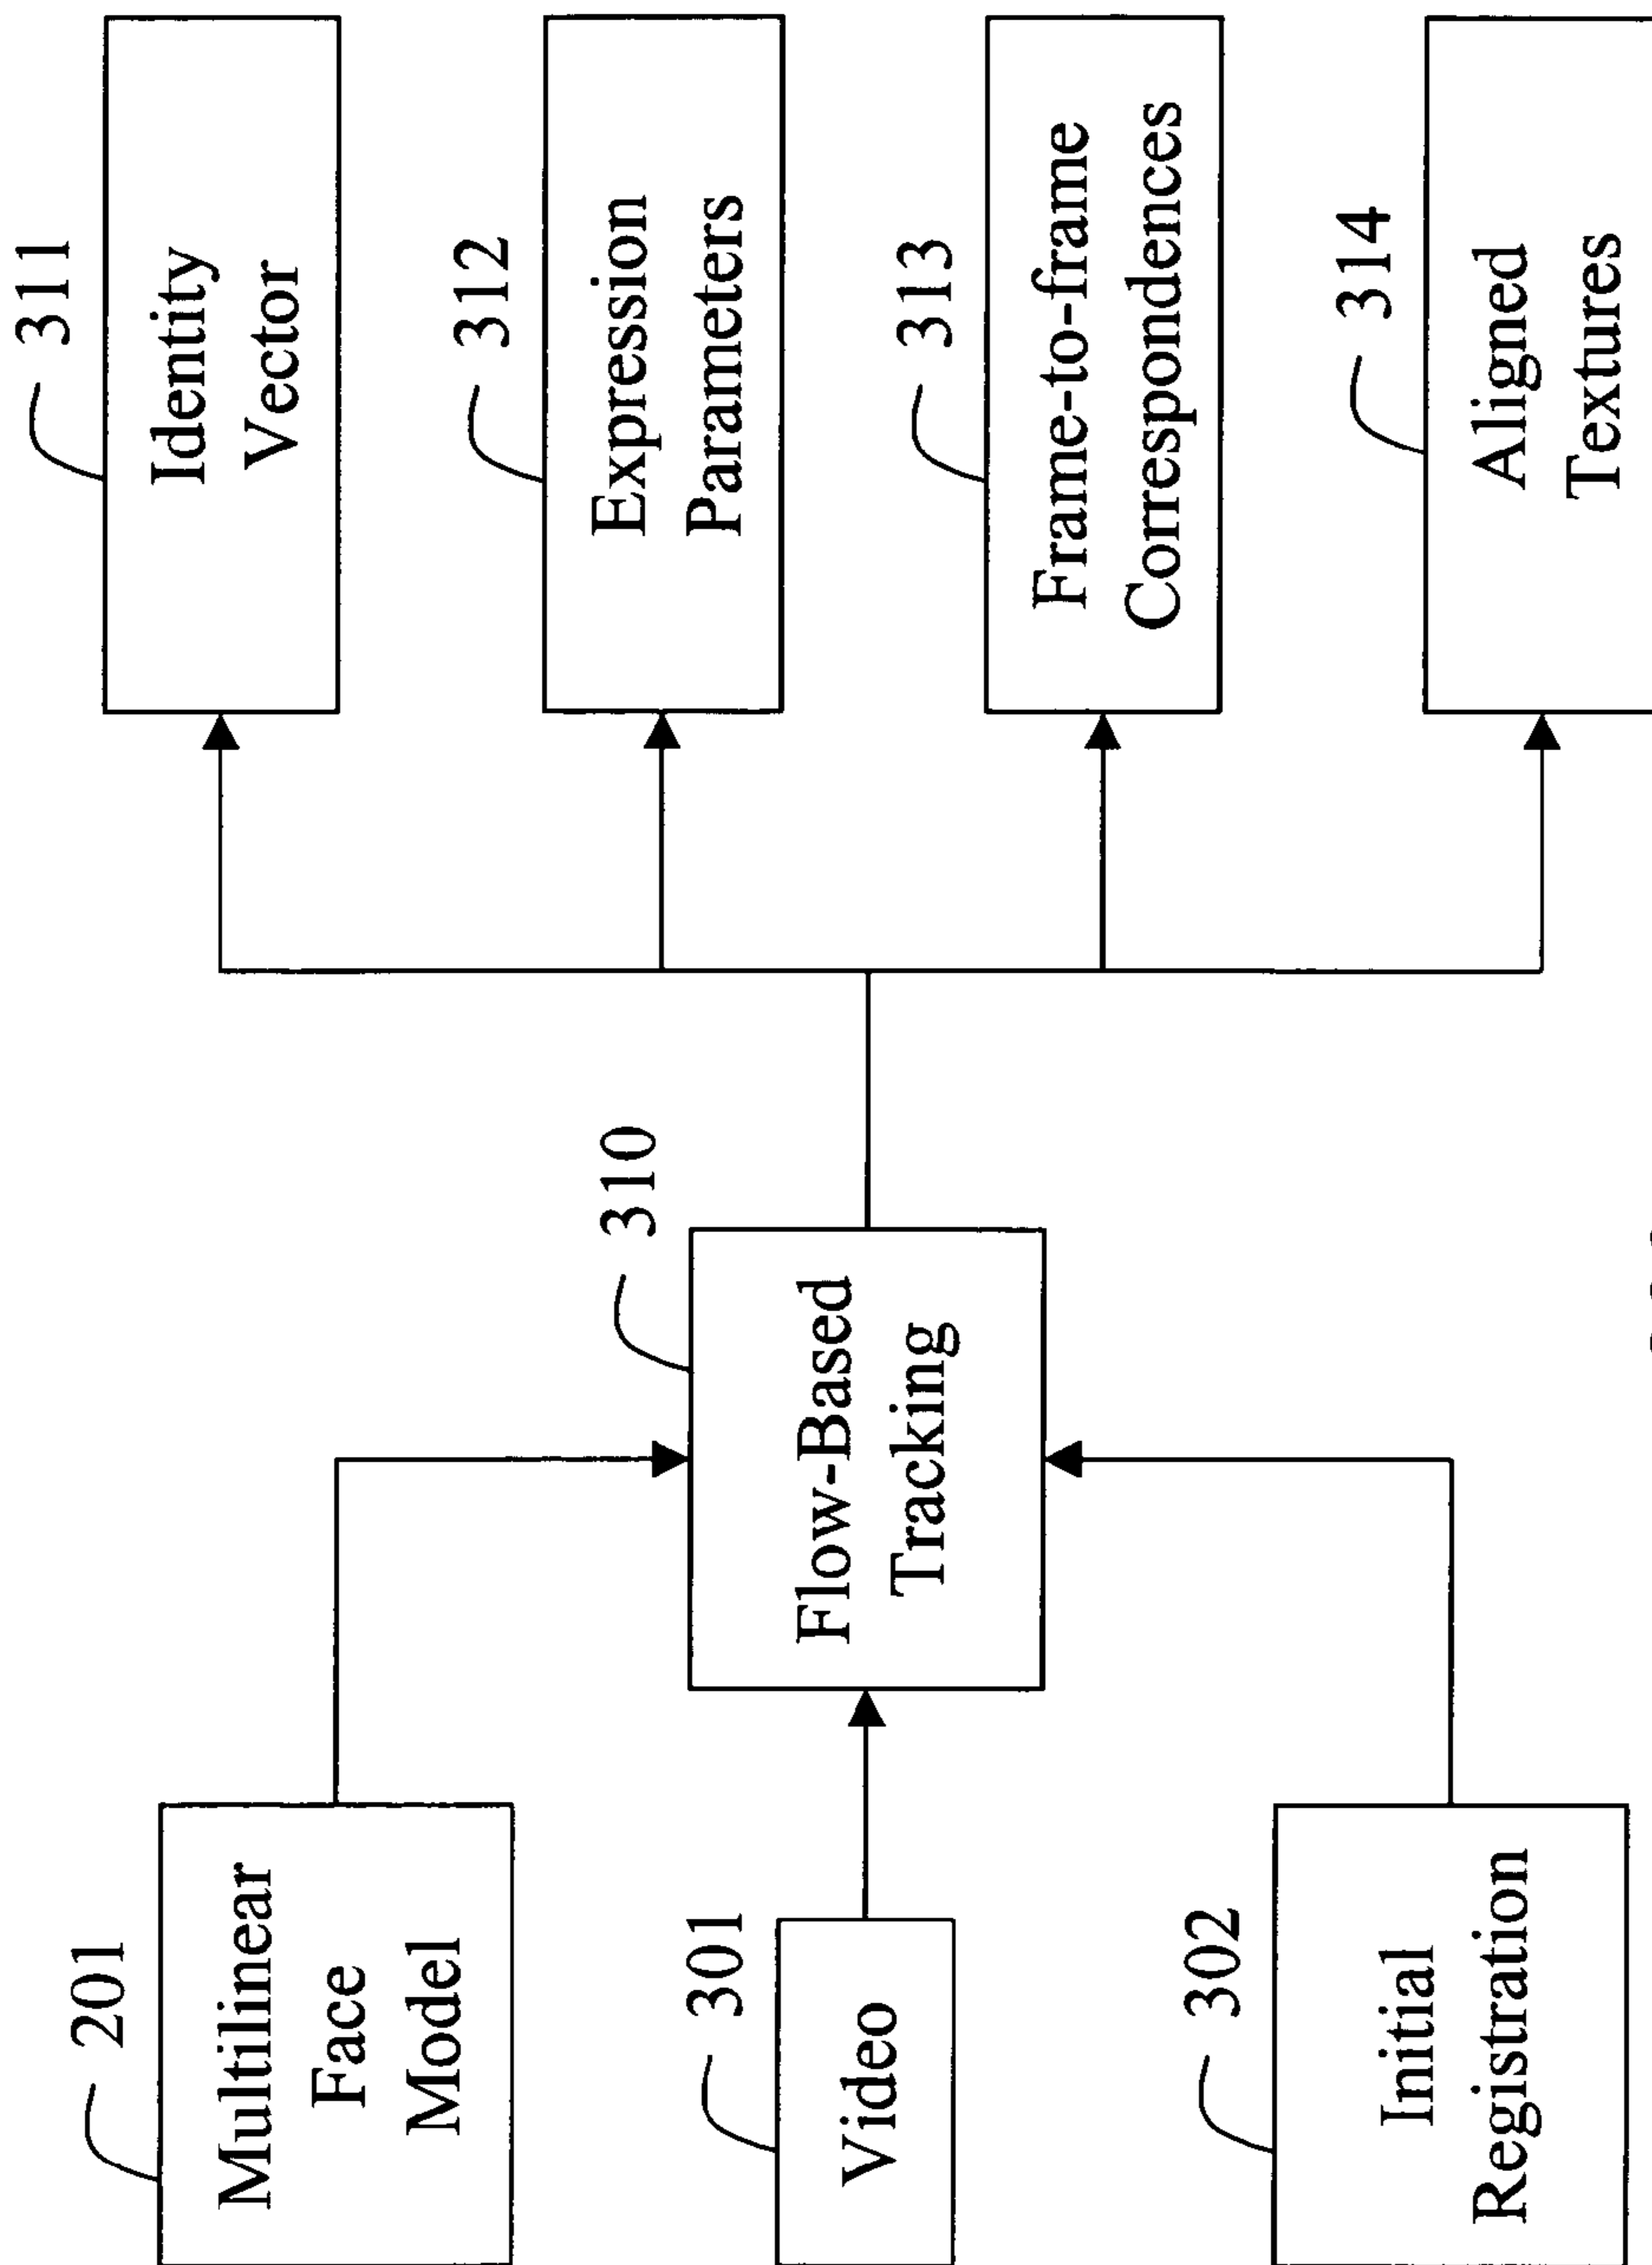 201
Multilinear
Face
Model
301
Video
302
Initial
Registration
310
Flow-Based
Tracking
311
Identity
Vector
312
Expression
Parameters
313
Frame-to-frame
Correspondences
314
Aligned
Textures